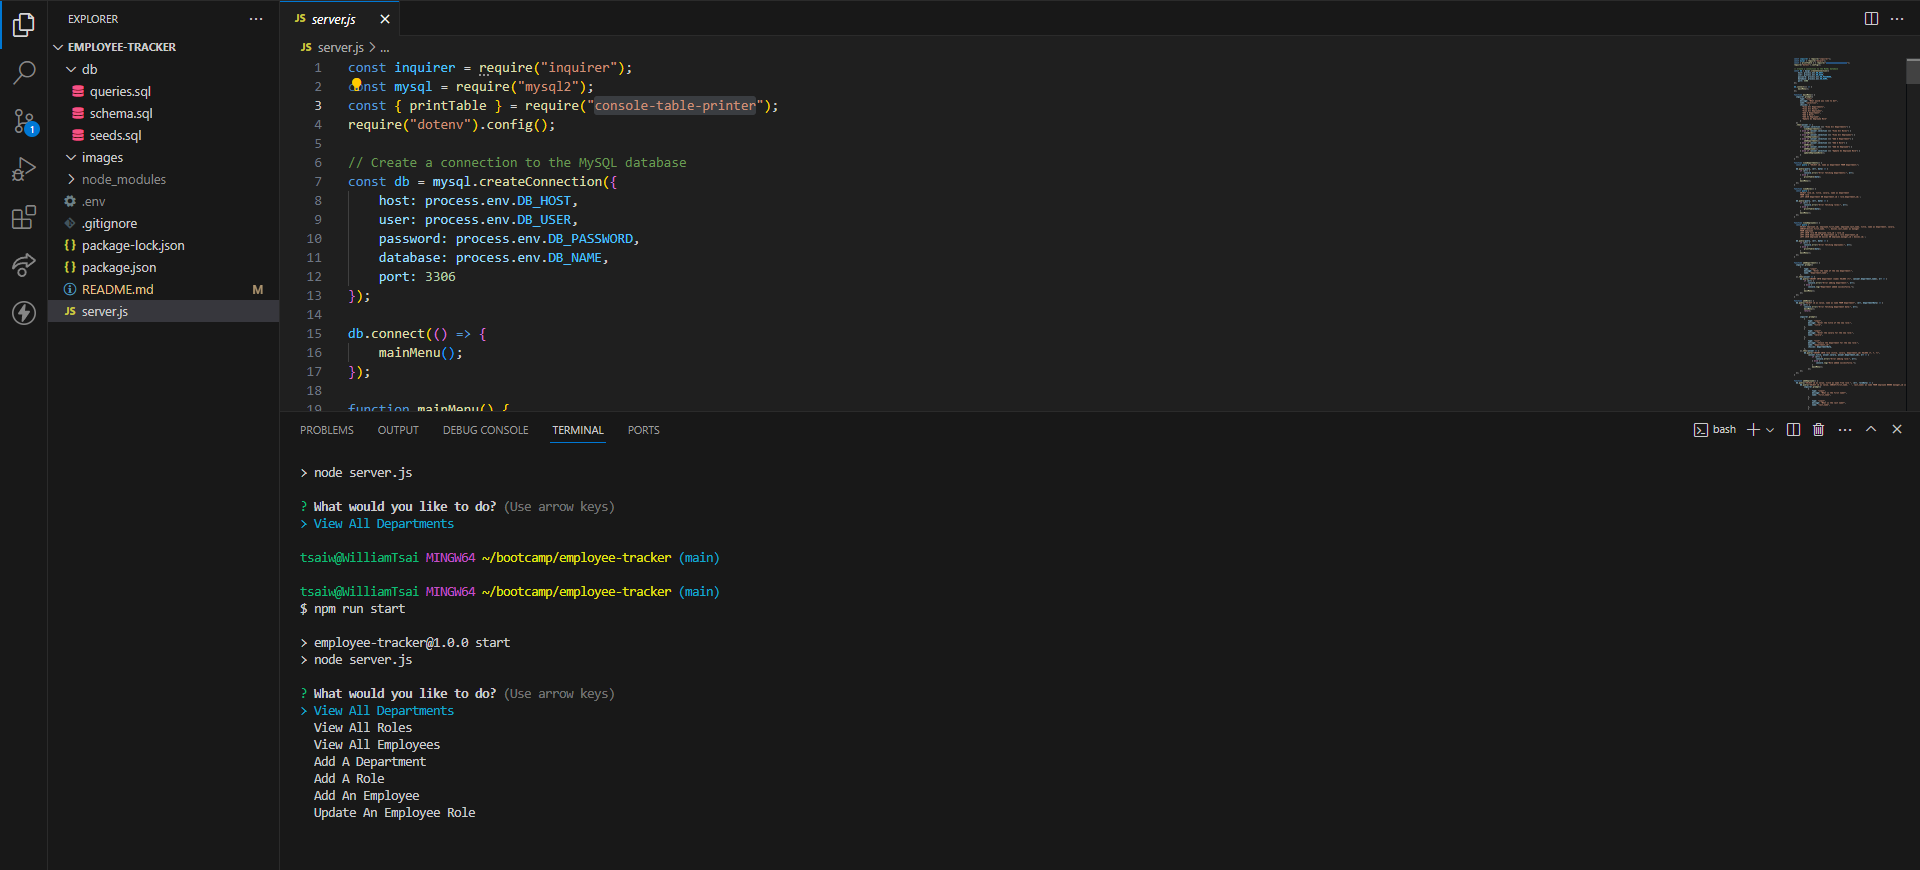 EXPLORER
EMPLOYEE-TRACKER
db
queries.sql
schema.sql
seeds.sql
images
node_modules
.env
.gitignore
package-lock.json
package.json
README.md M
JS server.js
1
JS server.js
JS server.js > ...
1 const inquirer = require("inquirer");
2 const mysql = require("mysql2");
3 const { printTable } = require("console-table-printer");
4 require("dotenv").config();
5
6 // Create a connection to the MySQL database
7 const db = mysql.createConnection({
8 host: process.env.DB_HOST,
9 user: process.env.DB_USER,
10 password: process.env.DB_PASSWORD,
11 database: process.env.DB_NAME,
12 port: 3306
13 });
14
15 db.connect(() => {
16 mainMenu();
17 });
18
19 function mainMenu() {
PROBLEMS OUTPUT DEBUG CONSOLE TERMINAL PORTS
bash
> node server.js
? What would you like to do? (Use arrow keys)
> View All Departments
tsaiw@WilliamTsai MINGW64 ~/bootcamp/employee-tracker (main)
tsaiw@WilliamTsai MINGW64 ~/bootcamp/employee-tracker (main)
$ npm run start
> employee-tracker@1.0.0 start
> node server.js
? What would you like to do? (Use arrow keys)
> View All Departments
View All Roles
View All Employees
Add A Department
Add A Role
Add An Employee
Update An Employee Role